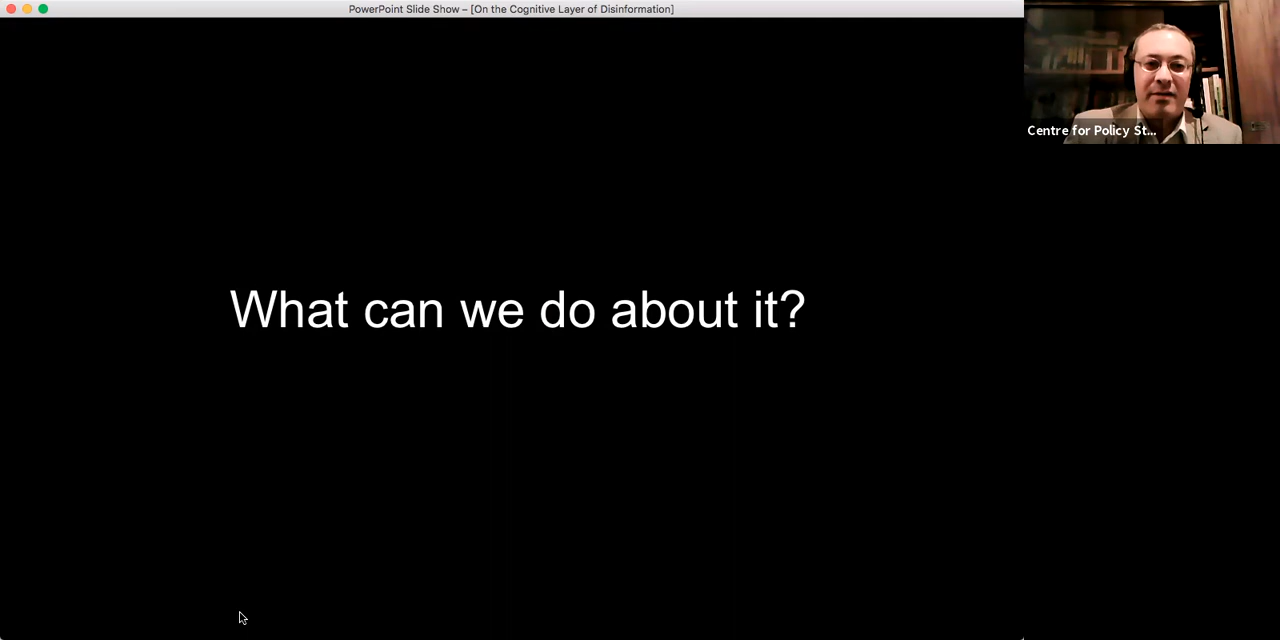 PowerPoint Slide Show – [On the Cognitive Layer of Disinformation]
Centre for Policy St...
What can we do about it?